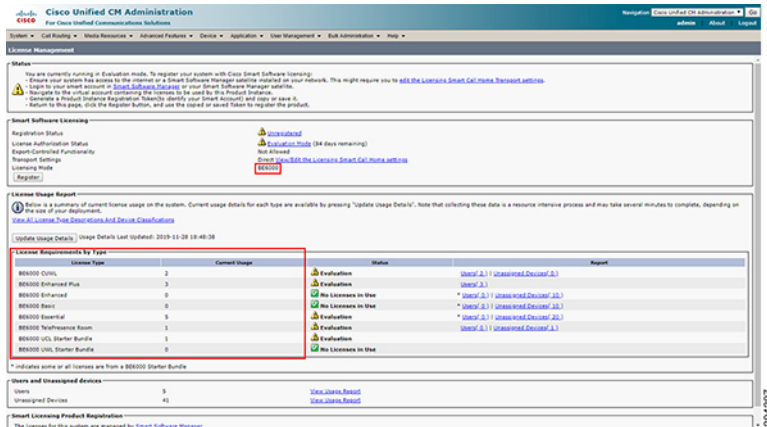 cisco
Cisco Unified CM Administration
For Cisco Unified Communications Solutions
Navigation Cisco Unified CM Administration Go
admin About Logout
System Call Routing Media Resources Advanced Features Device Application User Management Bulk Administration Help
License Management
Status
You are currently running in Evaluation mode. To register your system with Cisco Smart Software licensing:
- Ensure your system has access to the internet or a Smart Software Manager satellite installed on your network. This might require you to edit the Licensing Smart Call Home Transport settings.
- Login to your smart account in Smart Software Manager or your Smart Software Manager satellite.
- Navigate to the virtual account containing the licenses to be used by this Product Instance.
- Generate a Product Instance Registration Token(to identify your Smart Account) and copy or save it.
- Return to this page, click the Register button, and use the copied or saved Token to register the product.
Smart Software Licensing
Registration Status Unregistered
License Authorization Status Evaluation Mode (84 days remaining)
Export-Controlled Functionality Not Allowed
Transport Settings Direct View/Edit the Licensing Smart Call Home settings
Licensing Mode BE6000
Register
License Usage Report
Below is a summary of current license usage on the system. Current usage details for each type are available by pressing "Update Usage Details". Note that collecting these data is a resource intensive process and may take several minutes to complete, depending on
the size of your deployment.
View All License Type Descriptions And Device Classifications
Update Usage Details Usage Details Last Updated: 2019-11-28 18:48:38
License Requirements by Type
License Type Current Usage Status Report
BE6000 CUWL 2 Evaluation Users( 2 ) | Unassigned Devices( 0 )
BE6000 Enhanced Plus 3 Evaluation Users( 3 )
BE6000 Enhanced 0 No Licenses in Use * Users( 0 ) | Unassigned Devices( 10 )
BE6000 Basic 0 No Licenses in Use * Users( 0 ) | Unassigned Devices( 10 )
BE6000 Essential 5 Evaluation * Users( 0 ) | Unassigned Devices( 20 )
BE6000 TelePresence Room 1 Evaluation Users( 0 ) | Unassigned Devices( 1 )
BE6000 UCL Starter Bundle 1 Evaluation
BE6000 UWL Starter Bundle 0 No Licenses in Use
* indicates some or all licenses are from a BE6000 Starter Bundle
Users and Unassigned devices
Users 5 View Usage Report
Unassigned Devices 41 View Usage Report
Smart Licensing Product Registration
The licenses for this system are managed by Smart Software Manager